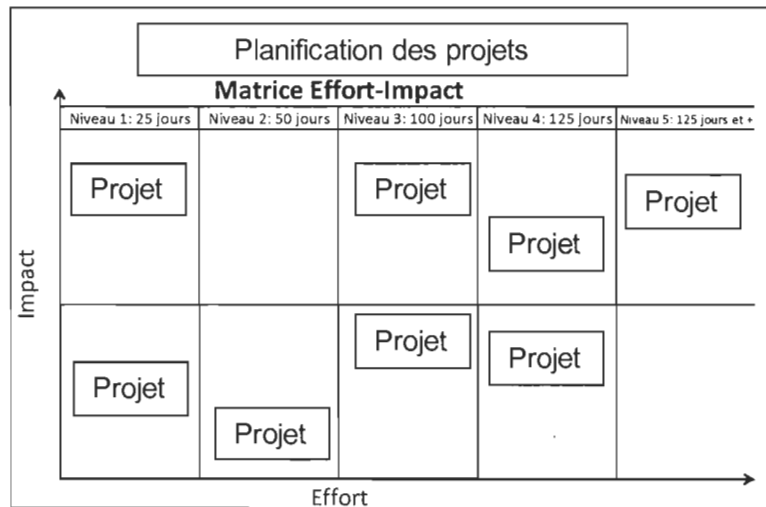 Planification des projets
Matrice Effort-Impact
Niveau 1: 25 jours
Niveau 2: 50 jours
Niveau 3: 100 jours
Niveau 4: 125 jours
Niveau 5: 125 jours et +
Projet
Projet
Projet
Projet
Projet
Projet
Projet
Projet
Impact
Effort